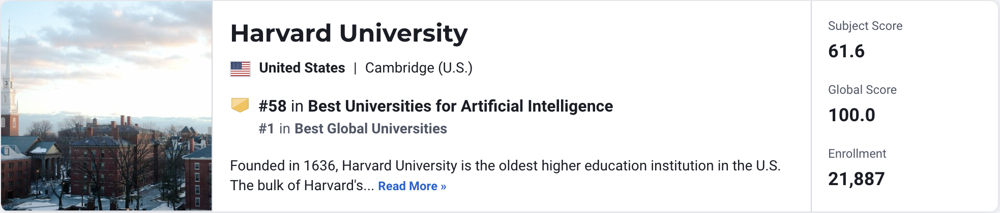 Harvard University
United States | Cambridge (U.S.)
#58 in Best Universities for Artificial Intelligence
#1 in Best Global Universities
Founded in 1636, Harvard University is the oldest higher education institution in the U.S.
The bulk of Harvard's... Read More »
Subject Score
61.6
Global Score
100.0
Enrollment
21,887